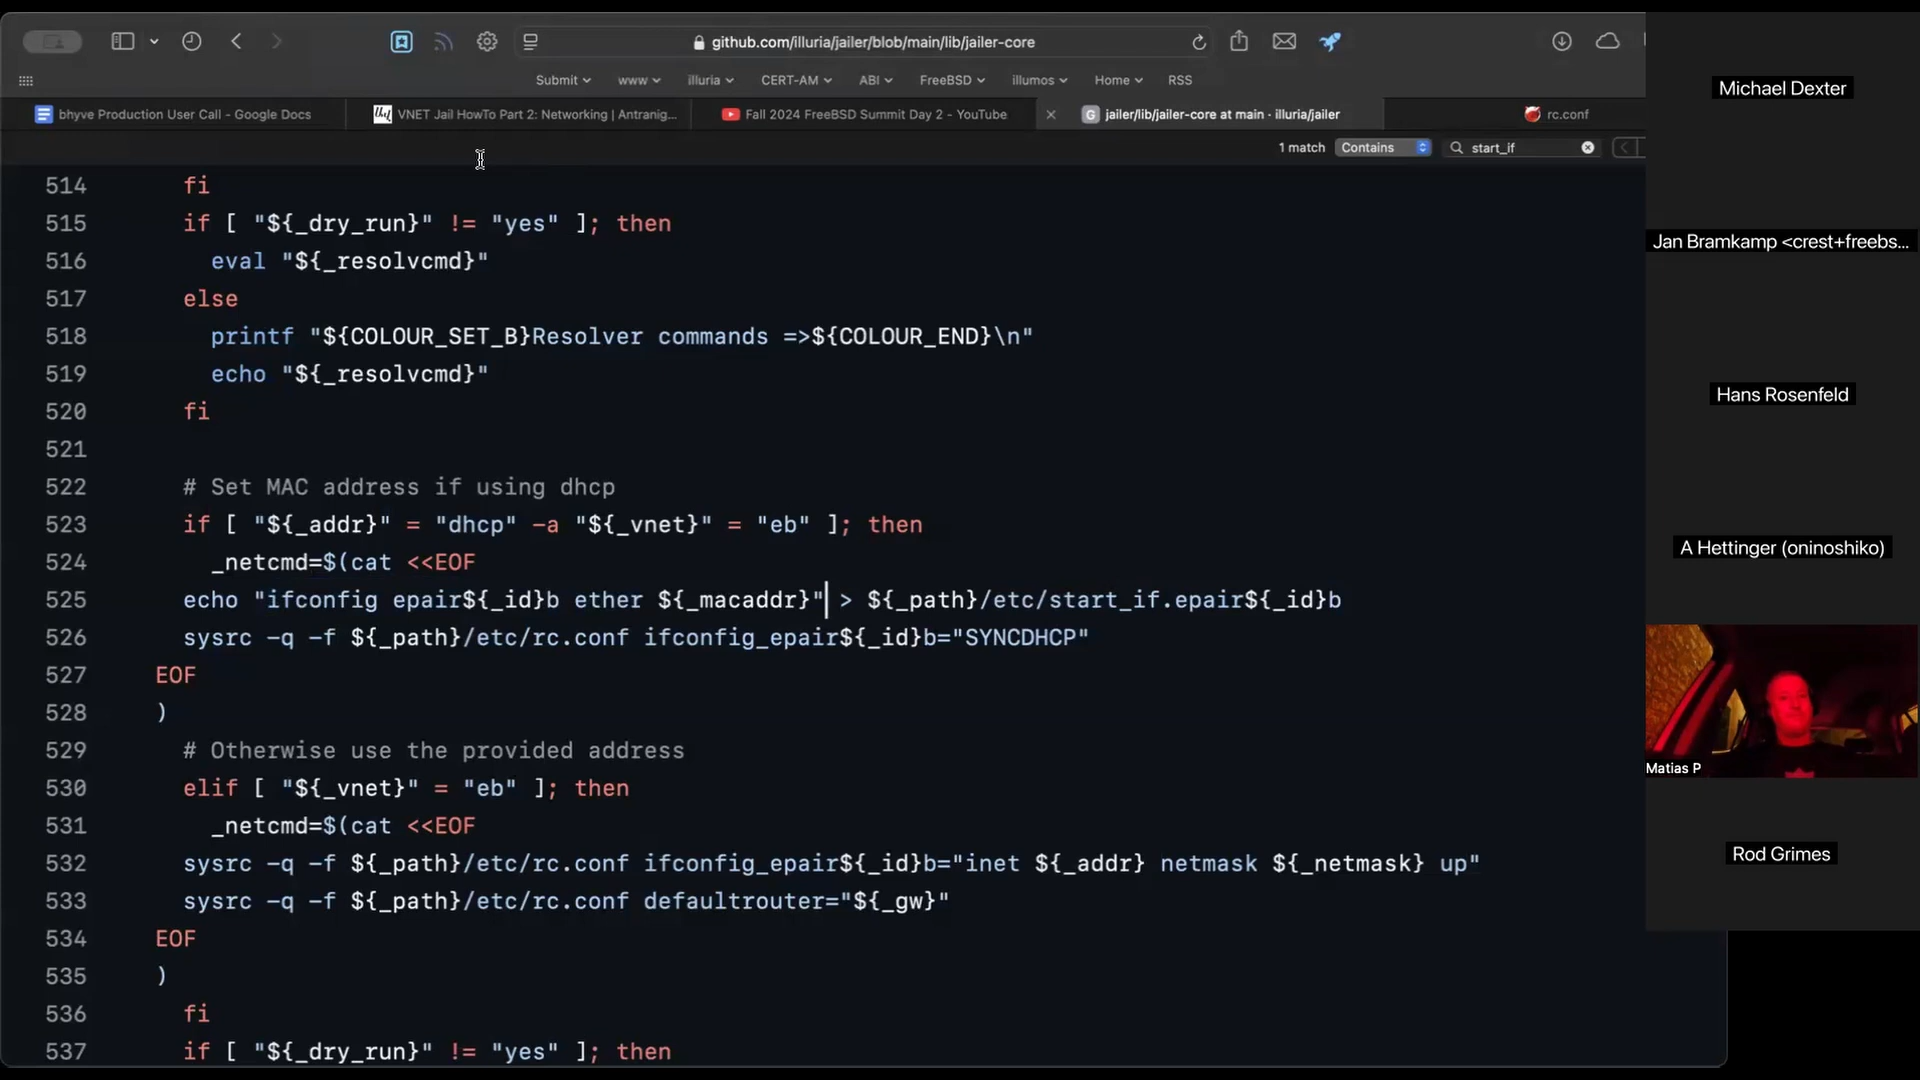 github.com/illuria/jailer/blob/main/lib/jailer-core
Submit www illuria CERT-AM ABI FreeBSD illumos Home RSS
bhyve Production User Call - Google Docs
VNET Jail HowTo Part 2: Networking | Antranig...
Fall 2024 FreeBSD Summit Day 2 - YouTube
jailer/lib/jailer-core at main · illuria/jailer
rc.conf
1 match Contains start_if
514 fi
515 if [ "${_dry_run}" != "yes" ]; then
516 eval "${_resolvcmd}"
517 else
518 printf "${COLOUR_SET_B}Resolver commands =>${COLOUR_END}\n"
519 echo "${_resolvcmd}"
520 fi
521
522 # Set MAC address if using dhcp
523 if [ "${_addr}" = "dhcp" -a "${_vnet}" = "eb" ]; then
524 _netcmd=$(cat <<EOF
525 echo "ifconfig epair${_id}b ether ${_macaddr}" > ${_path}/etc/start_if.epair${_id}b
526 sysrc -q -f ${_path}/etc/rc.conf ifconfig_epair${_id}b="SYNCDHCP"
527 EOF
528 )
529 # Otherwise use the provided address
530 elif [ "${_vnet}" = "eb" ]; then
531 _netcmd=$(cat <<EOF
532 sysrc -q -f ${_path}/etc/rc.conf ifconfig_epair${_id}b="inet ${_addr} netmask ${_netmask} up"
533 sysrc -q -f ${_path}/etc/rc.conf defaultrouter="${_gw}"
534 EOF
535 )
536 fi
537 if [ "${_dry_run}" != "yes" ]; then
Michael Dexter
Jan Bramkamp <crest+freebs...
Hans Rosenfeld
A Hettinger (oninoshiko)
Matias P
Rod Grimes